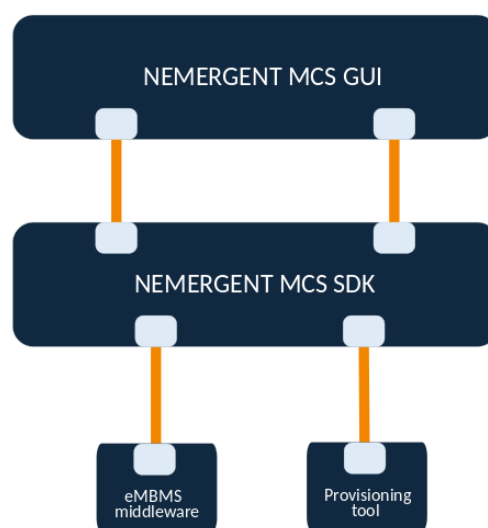 NEMERGENT MCS GUI
NEMERGENT MCS SDK
eMBMS
middleware
Provisioning
tool